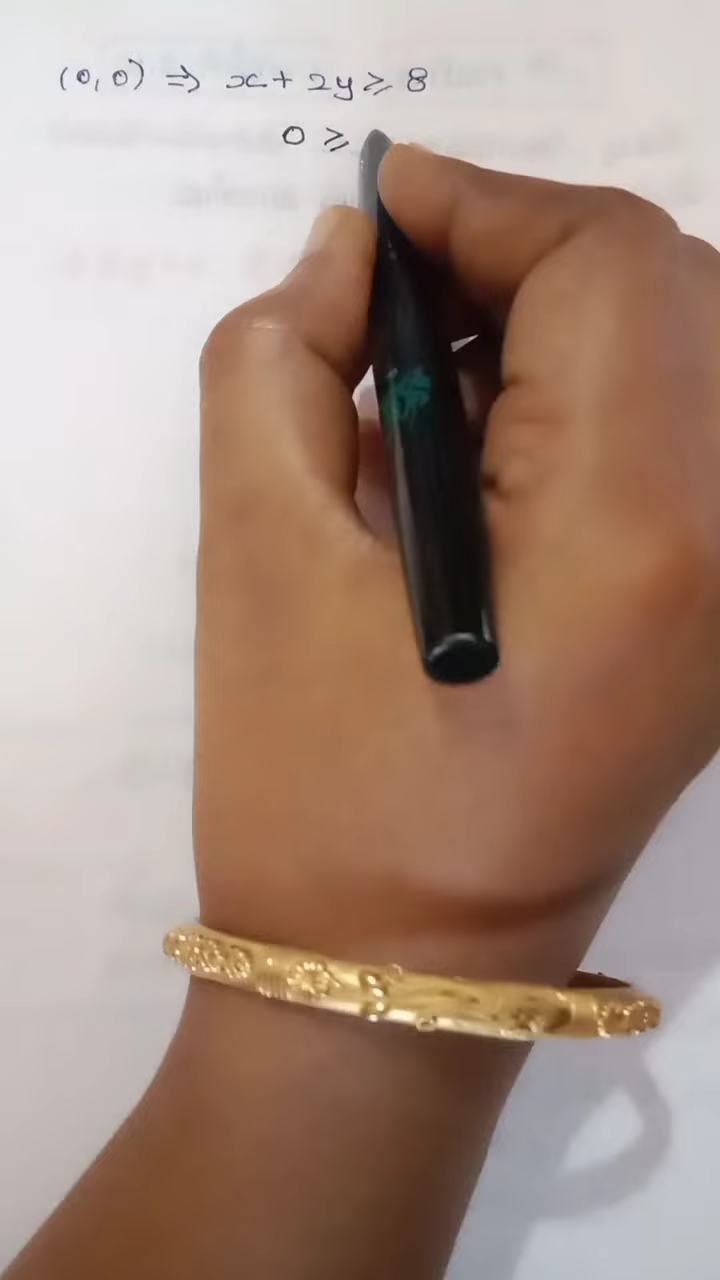 (0,0) ⇒ x + 2y ≥ 8
0 ≥